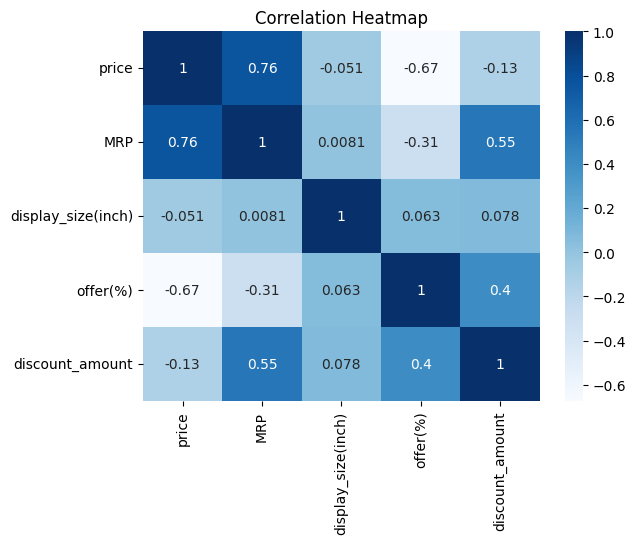 Correlation Heatmap
price 1 0.76 -0.051 -0.67 -0.13
MRP 0.76 1 0.0081 -0.31 0.55
display_size(inch) -0.051 0.0081 1 0.063 0.078
offer(%) -0.67 -0.31 0.063 1 0.4
discount_amount -0.13 0.55 0.078 0.4 1
price
MRP
display_size(inch)
offer(%)
discount_amount
1.0
0.8
0.6
0.4
0.2
0.0
−0.2
−0.4
−0.6